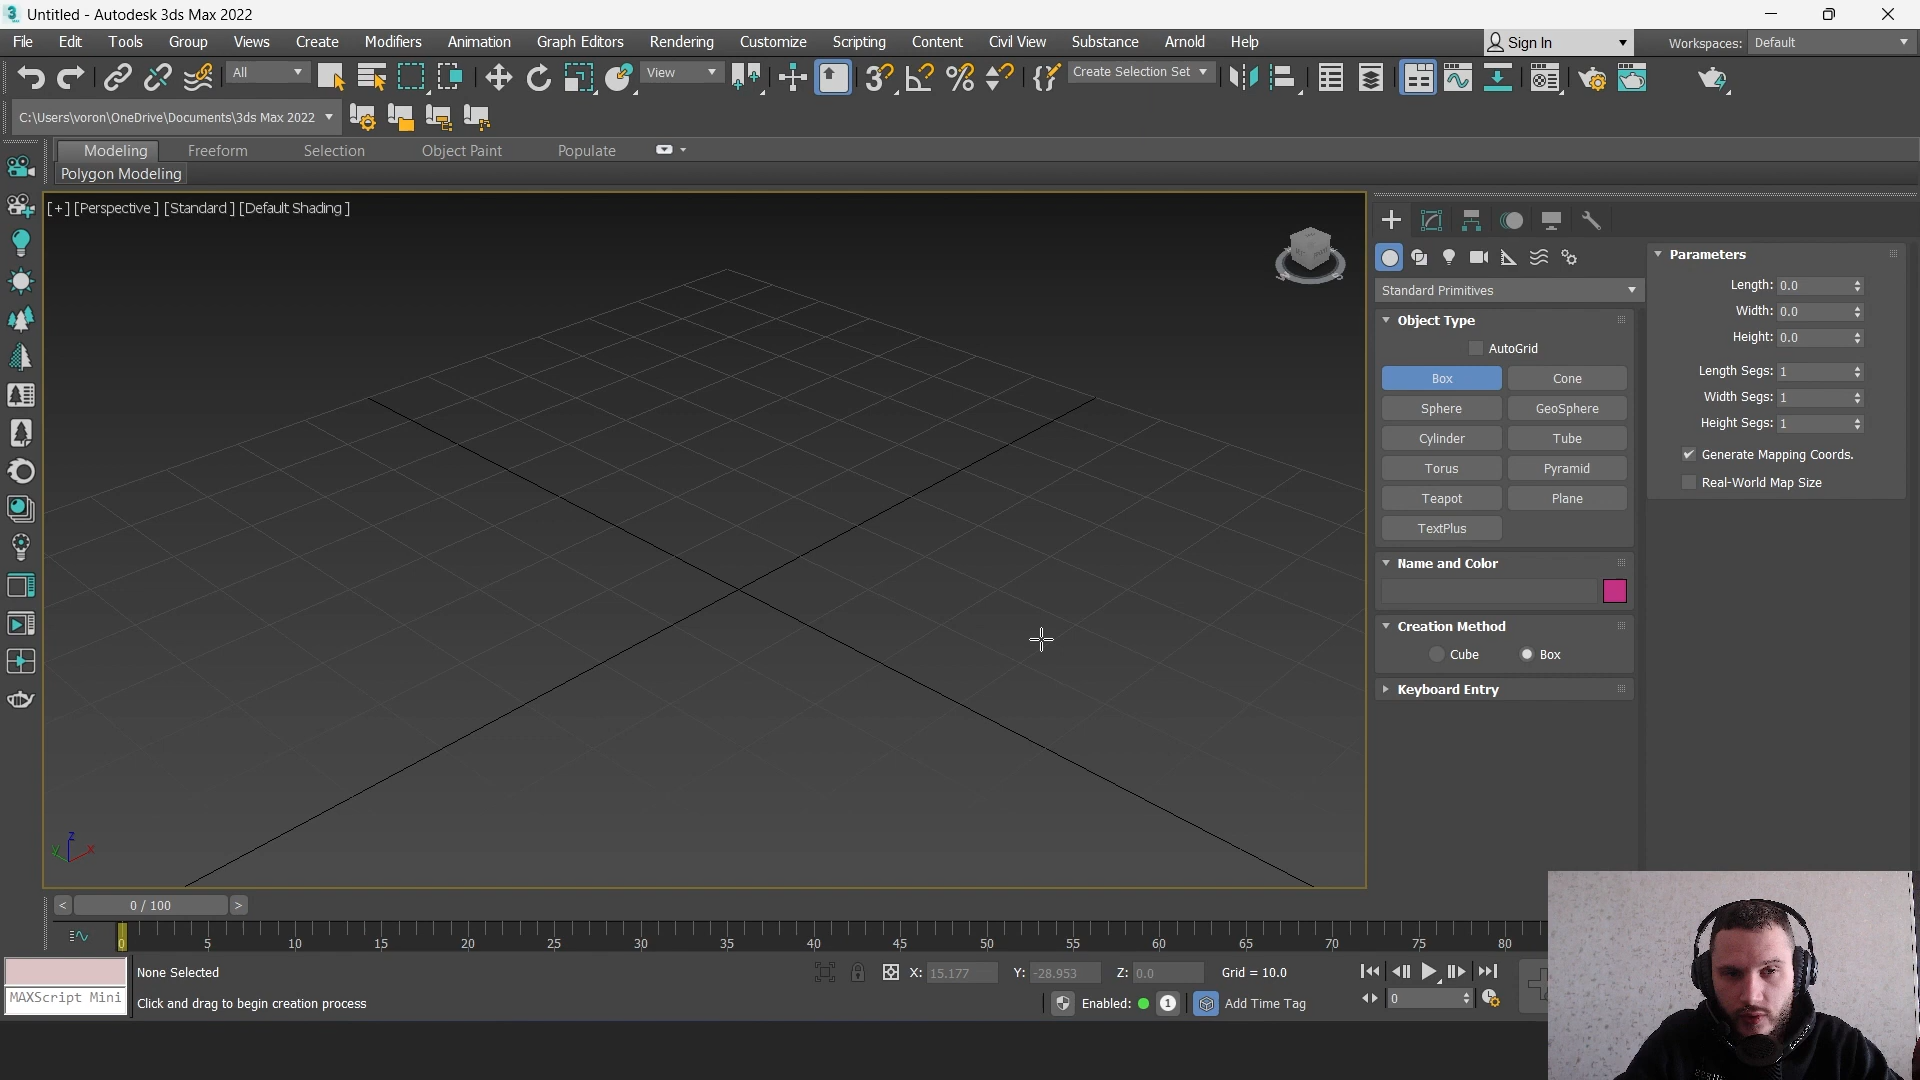 Untitled - Autodesk 3ds Max 2022
File Edit Tools Group Views Create Modifiers Animation Graph Editors Rendering Customize Scripting Content Civil View Substance Arnold Help
Sign In
Workspaces: Default
All
View
Create Selection Set
C:\Users\voron\OneDrive\Documents\3ds Max 2022
Modeling Freeform Selection Object Paint Populate
Polygon Modeling
[+] [Perspective ] [Standard ] [Default Shading ]
Standard Primitives
Object Type
AutoGrid
Box Cone
Sphere GeoSphere
Cylinder Tube
Torus Pyramid
Teapot Plane
TextPlus
Name and Color
Creation Method
Cube Box
Keyboard Entry
Parameters
Length: 0.0
Width: 0.0
Height: 0.0
Length Segs: 1
Width Segs: 1
Height Segs: 1
Generate Mapping Coords.
Real-World Map Size
z
y x
< 0 / 100 >
0 5 10 15 20 25 30 35 40 45 50 55 60 65 70 75 80
None Selected
X: 15.177 Y: -28.953 Z: 0.0 Grid = 10.0
MAXScript Mini
Click and drag to begin creation process
Enabled: 1 Add Time Tag
0